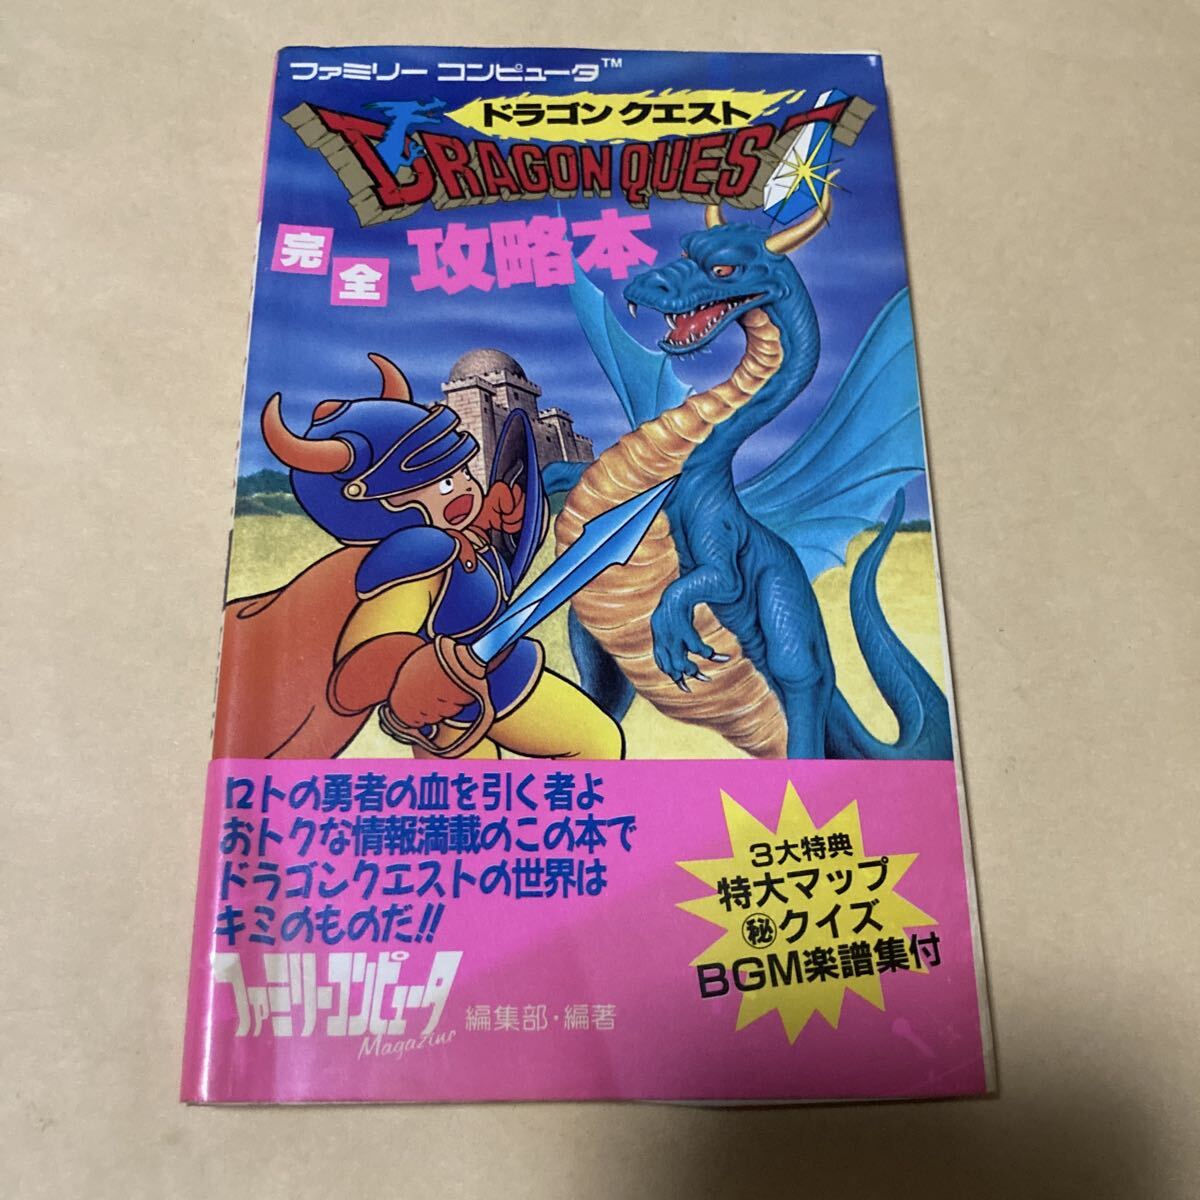 ファミリー コンピュータ™
ドラゴン クエスト
DRAGON QUEST
完全
攻略本
ロトの勇者の血を引く者よ
おトクな情報満載のこの本で
ドラゴンクエストの世界は
キミのものだ!!
ファミリーコンピュータ
Magazine
編集部・編著
3大特典
特大マップ
㊙クイズ
BGM楽譜集付